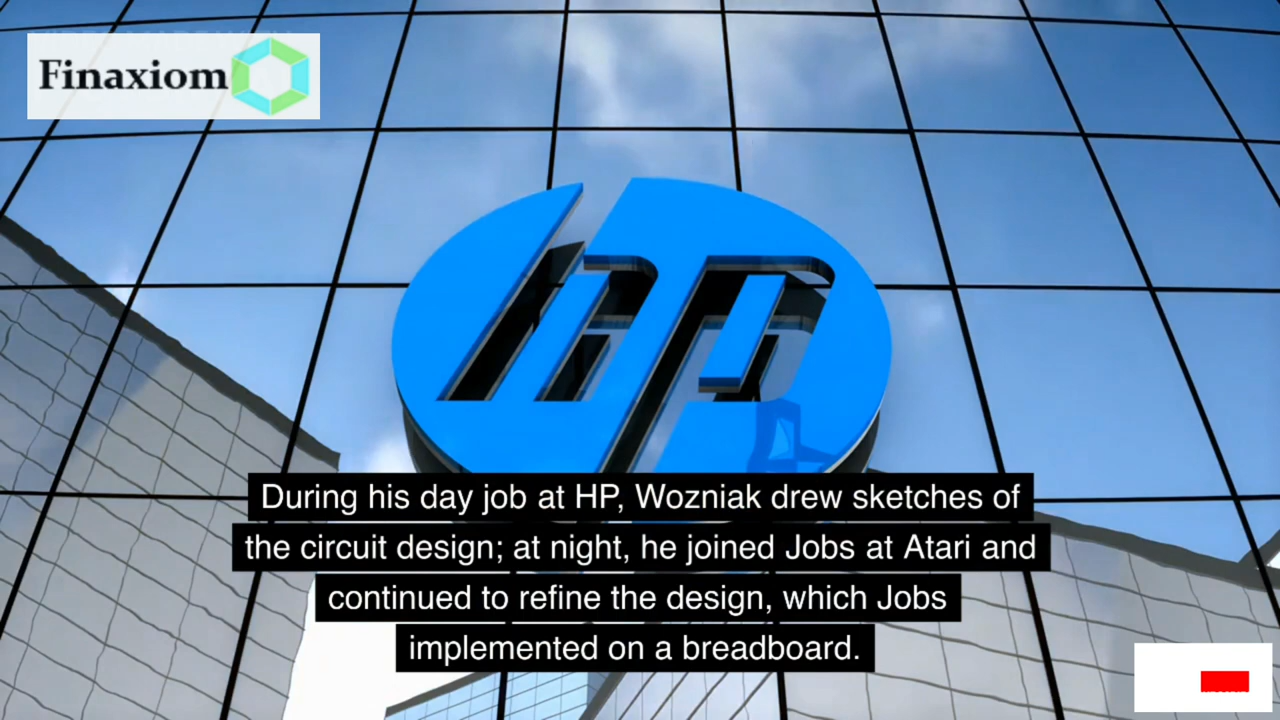 Finaxiom
hp
During his day job at HP, Wozniak drew sketches of
the circuit design; at night, he joined Jobs at Atari and
continued to refine the design, which Jobs
implemented on a breadboard.